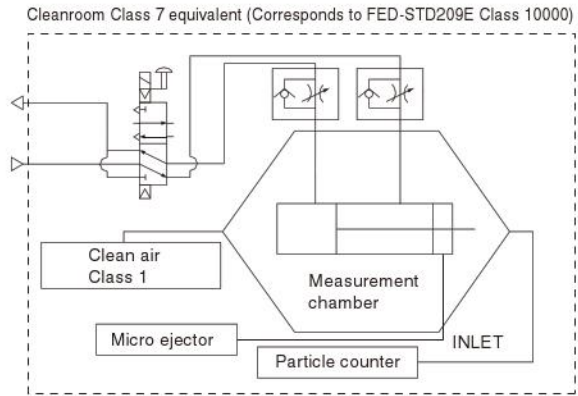 Cleanroom Class 7 equivalent (Corresponds to FED-STD209E Class 10000)
Clean air
Class 1
Measurement
chamber
Micro ejector
INLET
Particle counter